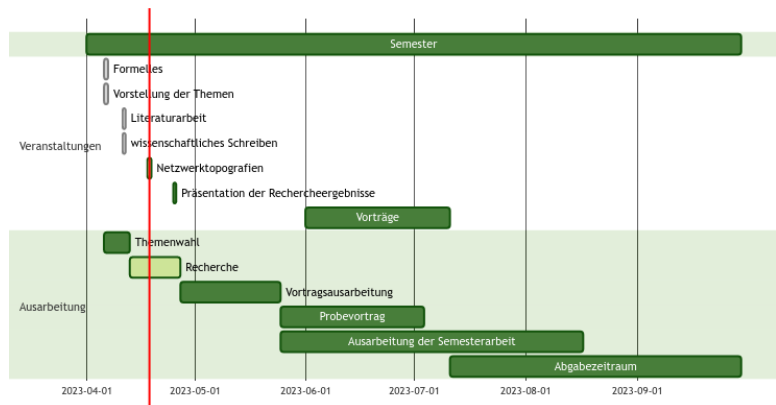 Semester
Formelles
Vorstellung der Themen
Literaturarbeit
wissenschaftliches Schreiben
Veranstaltungen
Netzwerktopografien
Präsentation der Rechercheergebnisse
Vorträge
Themenwahl
Recherche
Vortragsausarbeitung
Ausarbeitung
Probevortrag
Ausarbeitung der Semesterarbeit
Abgabezeitraum
2023-04-01 2023-05-01 2023-06-01 2023-07-01 2023-08-01 2023-09-01